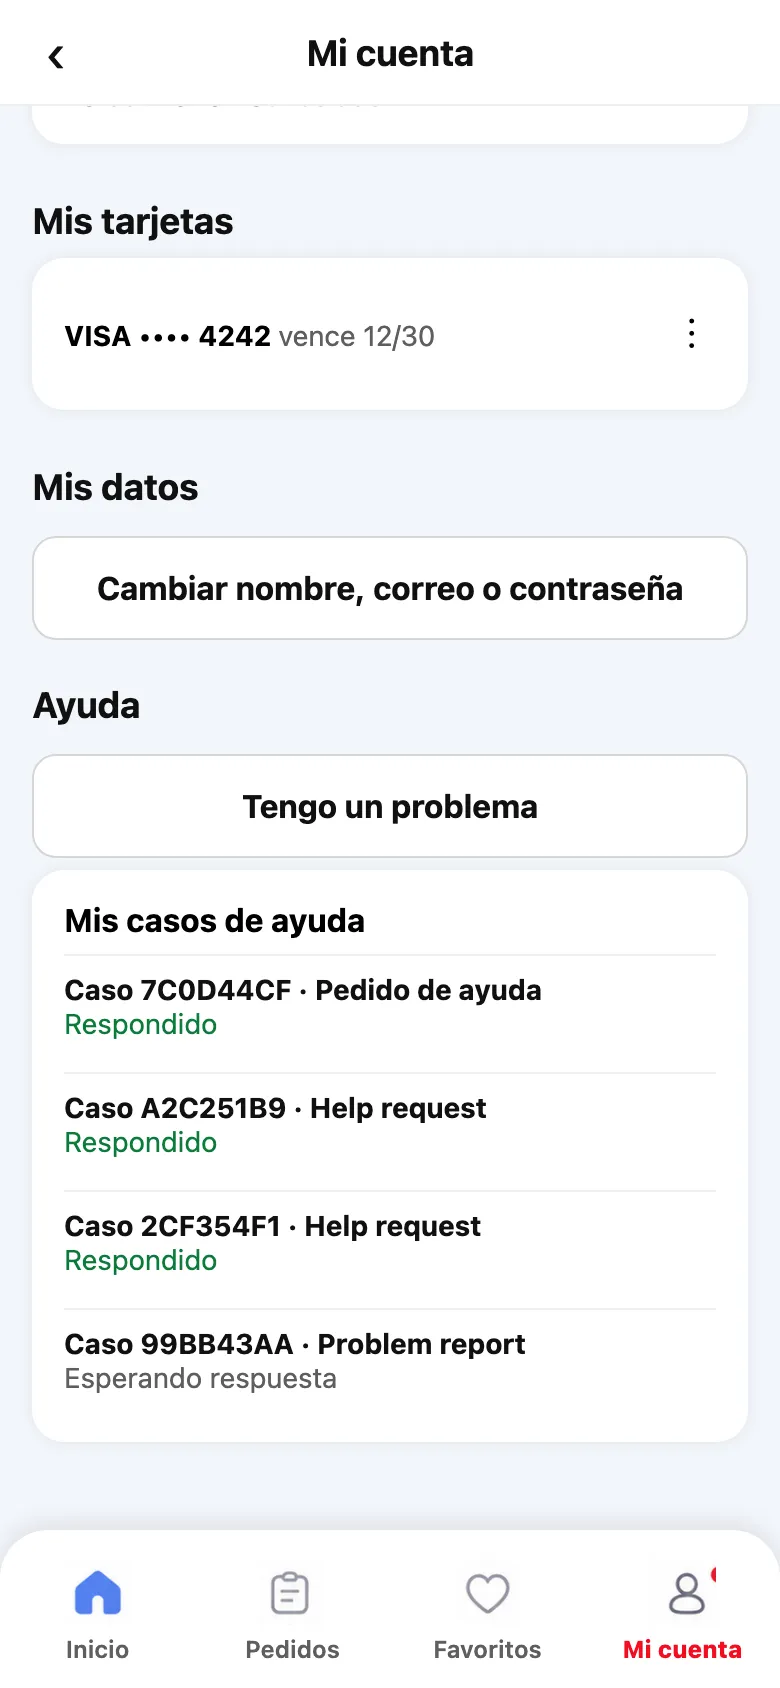 Mi cuenta
Mis tarjetas
VISA •••• 4242 vence 12/30
Mis datos
Cambiar nombre, correo o contraseña
Ayuda
Tengo un problema
Mis casos de ayuda
Caso 7C0D44CF · Pedido de ayuda
Respondido
Caso A2C251B9 · Help request
Respondido
Caso 2CF354F1 · Help request
Respondido
Caso 99BB43AA · Problem report
Esperando respuesta
Inicio
Pedidos
Favoritos
Mi cuenta